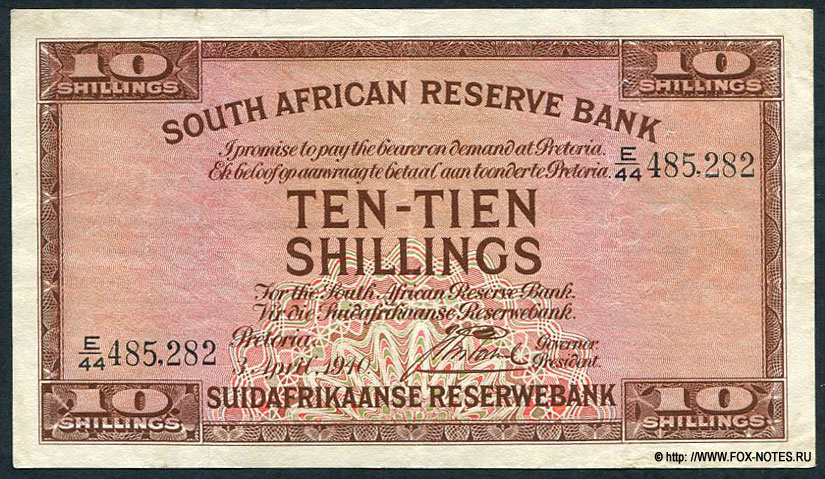 10 SHILLINGS
10 SHILLINGS
SOUTH AFRICAN RESERVE BANK
I promise to pay the bearer on demand at Pretoria.
Ek beloof op aanvraag te betaal aan toonder te Pretoria.
E/44 485,282
TEN-TIEN
SHILLINGS
For the South African Reserve Bank.
Vir die Suidafrikaanse Reserwebank.
Pretoria
Governor
President.
E/44 485,282
3 April, 1940
SUIDAFRIKAANSE RESERWEBANK
10 SHILLINGS
10 SHILLINGS
© http: //www.FOX-NOTES.RU